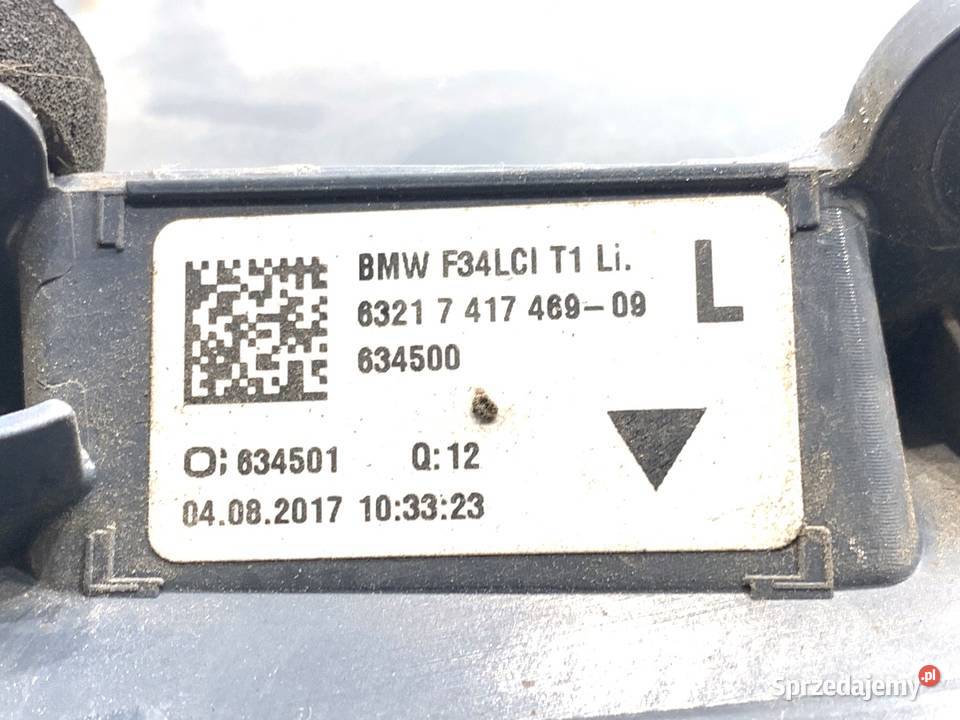 BMW F34LCI T1 Li.
L
6321 7 417 469-09
634500
O; 634501 Q: 12
04.08.2017 10:33:23
Sprzedajemy .pl